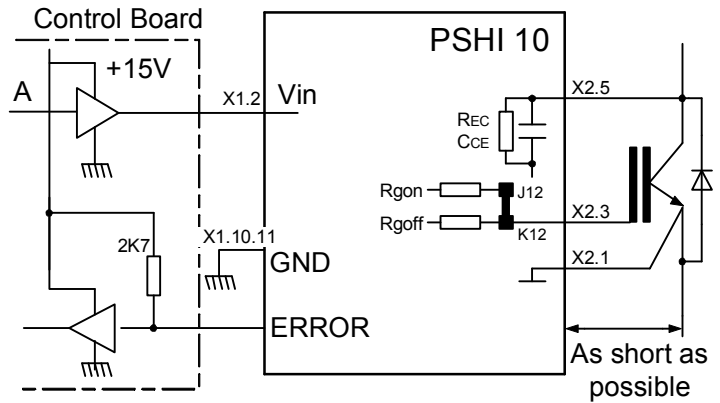 Control Board
PSHI 10
+15V
A
X1.2
Vin
X2.5
REC
CCE
Rgon
J12
Rgoff
X2.3
K12
X1.10.11
2K7
GND
X2.1
ERROR
As short as
possible